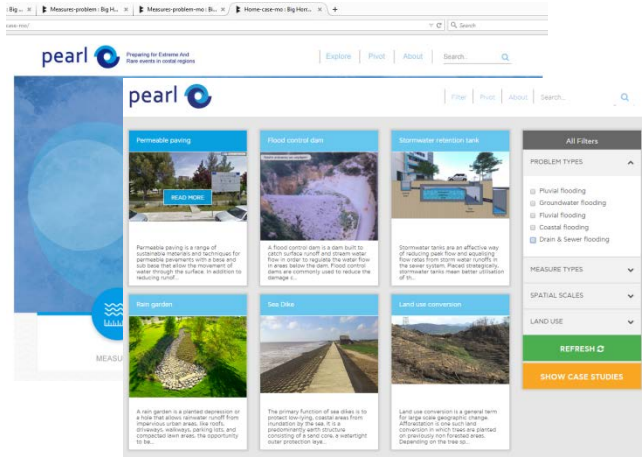 : Big ... × Measures-problem : Big H... × Measures-problem-mo : B... × Home-case-mo : Big Horr... × +
case-mo/
Search
pearl Preparing for Extreme And
Rare events in costal regions
Explore Pivot About Search..
pearl
Filter Pivot About Search..
Permeable paving
READ MORE
Permeable paving is a range of
sustainable materials and techniques for
permeable pavements with a base and
sub base that allow the movement of
water through the surface. In addition to
reducing runof...
Flood control dam
A flood control dam is a dam built to
catch surface runoff and stream water
flow in order to regulate the water flow
in areas below the dam. Flood control
dams are commonly used to reduce the
damage c...
Stormwater retention tank
Stormwater tanks are an effective way
of reducing peak flow and equalising
flow rates from storm water runoffs in
the sewer system. Placed strategically,
stormwater tanks mean better utilisation
of th...
Rain garden
A rain garden is a planted depression or
a hole that allows rainwater runoff from
impervious urban areas, like roofs,
driveways, walkways, parking lots, and
compacted lawn areas, the opportunity
to be...
Sea Dike
The primary function of sea dikes is to
protect low-lying, coastal areas from
inundation by the sea. It is a
predominantly earth structure
consisting of a sand core, a watertight
outer protection laye...
Land use conversion
Land use conversion is a general term
for large scale geographic change.
Afforestation is one such land
conversion in which trees are planted
on previously non forested areas.
Depending on the tree sp...
All Filters
PROBLEM TYPES
Pluvial flooding
Groundwater flooding
Fluvial flooding
Coastal flooding
Drain & Sewer flooding
MEASURE TYPES
SPATIAL SCALES
LAND USE
REFRESH
SHOW CASE STUDIES
MEASU